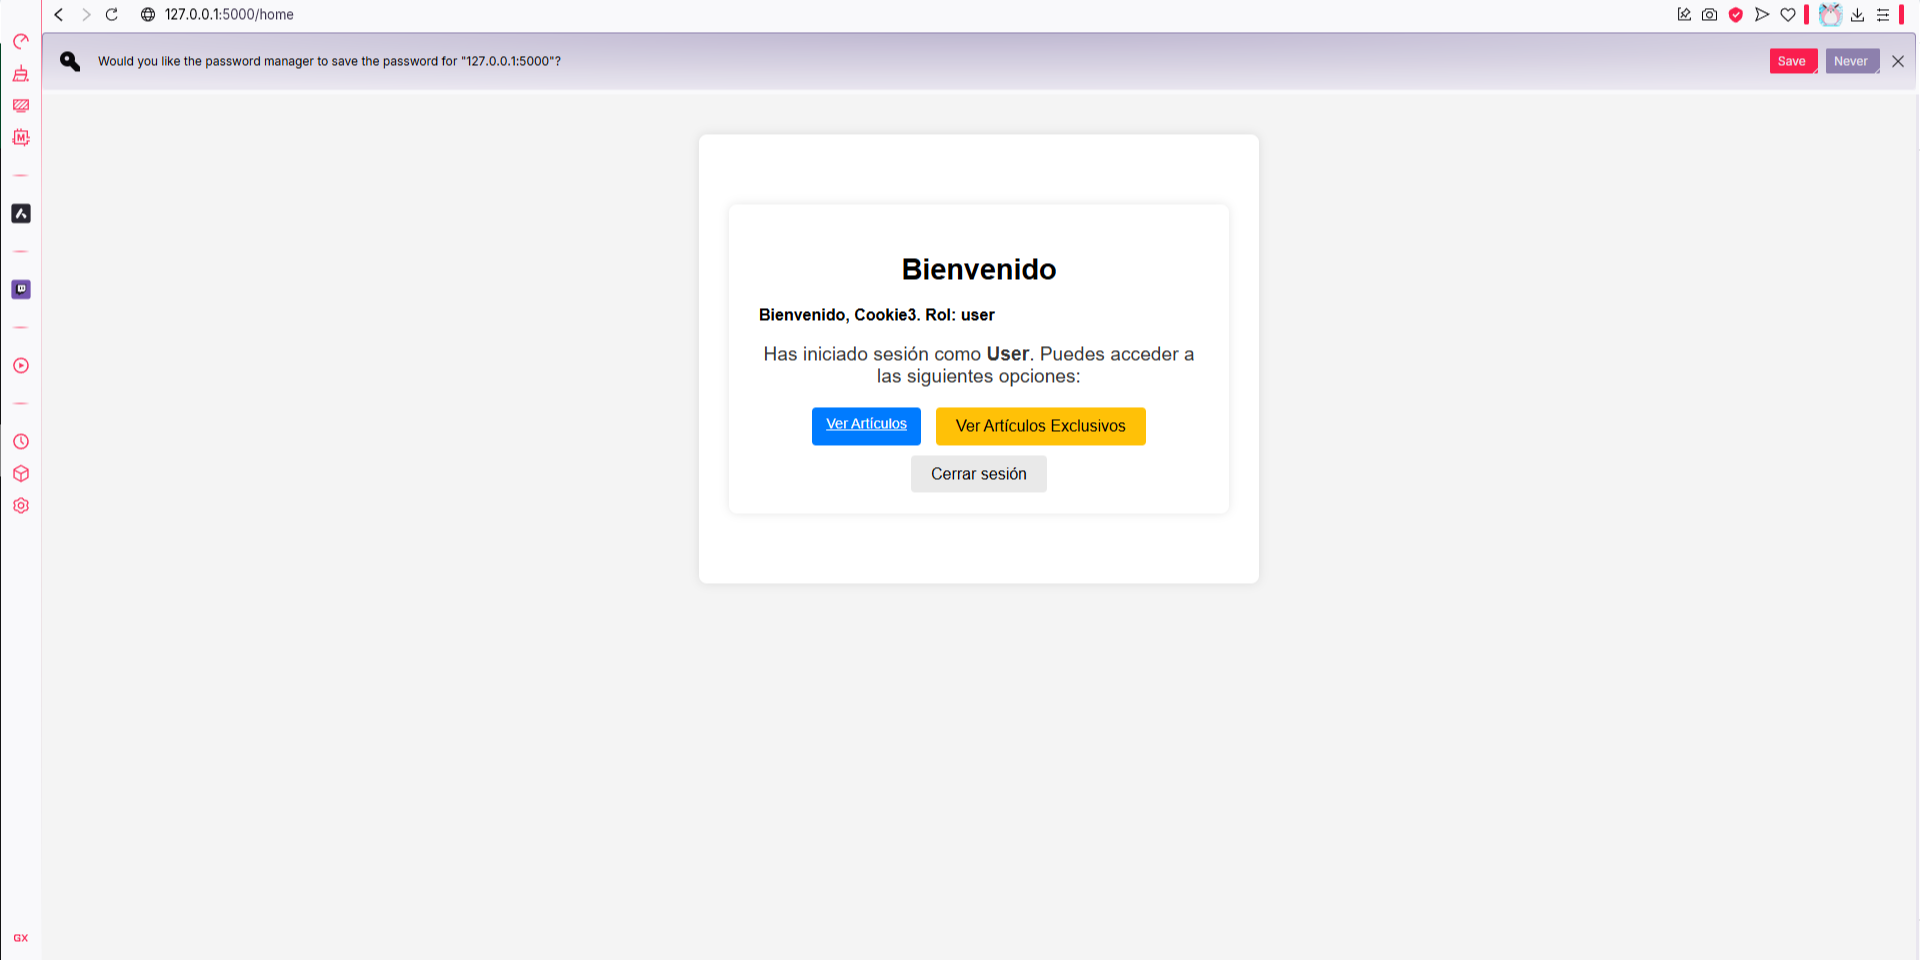 127.0.0.1:5000/home
Would you like the password manager to save the password for "127.0.0.1:5000"?
Save
Never
M
Bienvenido
Bienvenido, Cookie3. Rol: user
Has iniciado sesión como User. Puedes acceder a
las siguientes opciones:
Ver Artículos
Ver Artículos Exclusivos
Cerrar sesión
GX